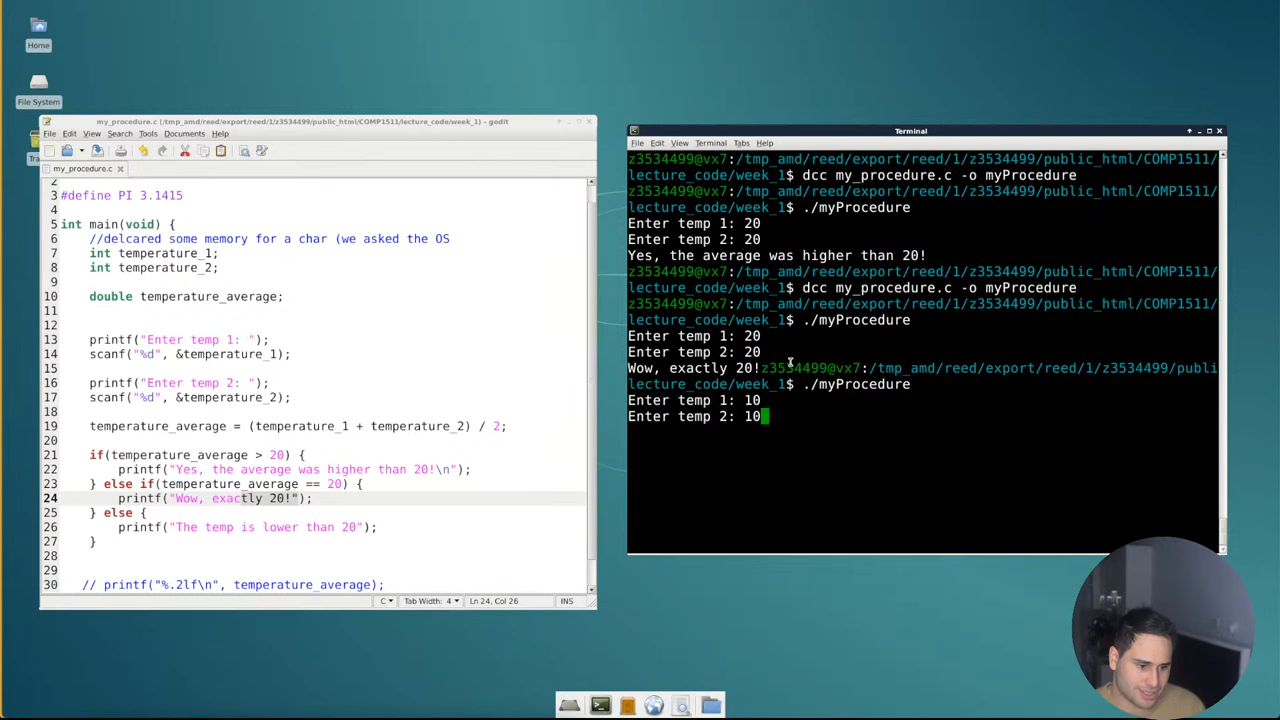 Home
File System
Tra
my_procedure.c (/tmp_amd/reed/export/reed/1/z3534499/public_html/COMP1511/lecture_code/week_1) - gedit
File Edit View Search Tools Documents Help
my_procedure.c
2
3 #define PI 3.1415
4
5 int main(void) {
6 //delcared some memory for a char (we asked the OS
7 int temperature_1;
8 int temperature_2;
9
10 double temperature_average;
11
12
13 printf("Enter temp 1: ");
14 scanf("%d", &temperature_1);
15
16 printf("Enter temp 2: ");
17 scanf("%d", &temperature_2);
18
19 temperature_average = (temperature_1 + temperature_2) / 2;
20
21 if(temperature_average > 20) {
22 printf("Yes, the average was higher than 20!\n");
23 } else if(temperature_average == 20) {
24 printf("Wow, exactly 20!");
25 } else {
26 printf("The temp is lower than 20");
27 }
28
29
30 // printf("%.2lf\n", temperature_average);
C Tab Width: 4 Ln 24, Col 26 INS
Terminal
File Edit View Terminal Tabs Help
z3534499@vx7:/tmp_amd/reed/export/reed/1/z3534499/public_html/COMP1511/
lecture_code/week_1$ dcc my_procedure.c -o myProcedure
z3534499@vx7:/tmp_amd/reed/export/reed/1/z3534499/public_html/COMP1511/
lecture_code/week_1$ ./myProcedure
Enter temp 1: 20
Enter temp 2: 20
Yes, the average was higher than 20!
z3534499@vx7:/tmp_amd/reed/export/reed/1/z3534499/public_html/COMP1511/
lecture_code/week_1$ dcc my_procedure.c -o myProcedure
z3534499@vx7:/tmp_amd/reed/export/reed/1/z3534499/public_html/COMP1511/
lecture_code/week_1$ ./myProcedure
Enter temp 1: 20
Enter temp 2: 20
Wow, exactly 20!z3534499@vx7:/tmp_amd/reed/export/reed/1/z3534499/publi
lecture_code/week_1$ ./myProcedure
Enter temp 1: 10
Enter temp 2: 10